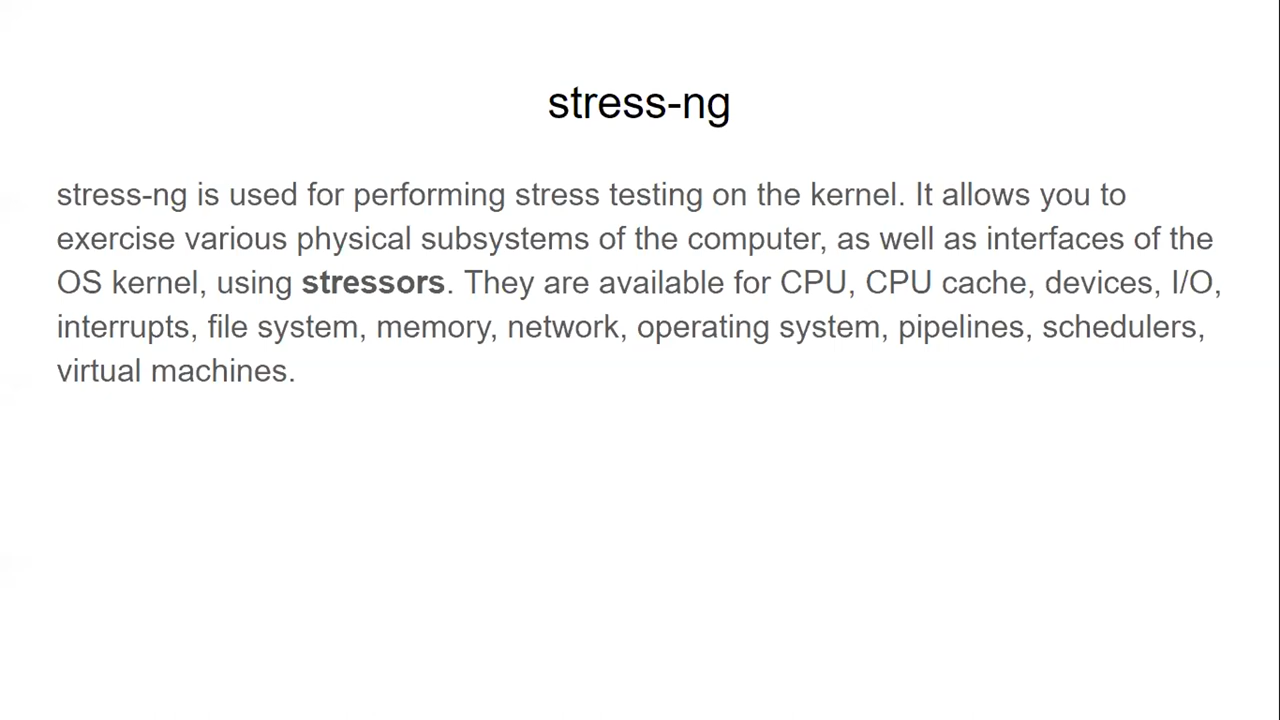 stress-ng
stress-ng is used for performing stress testing on the kernel. It allows you to
exercise various physical subsystems of the computer, as well as interfaces of the
OS kernel, using stressors. They are available for CPU, CPU cache, devices, I/O,
interrupts, file system, memory, network, operating system, pipelines, schedulers,
virtual machines.